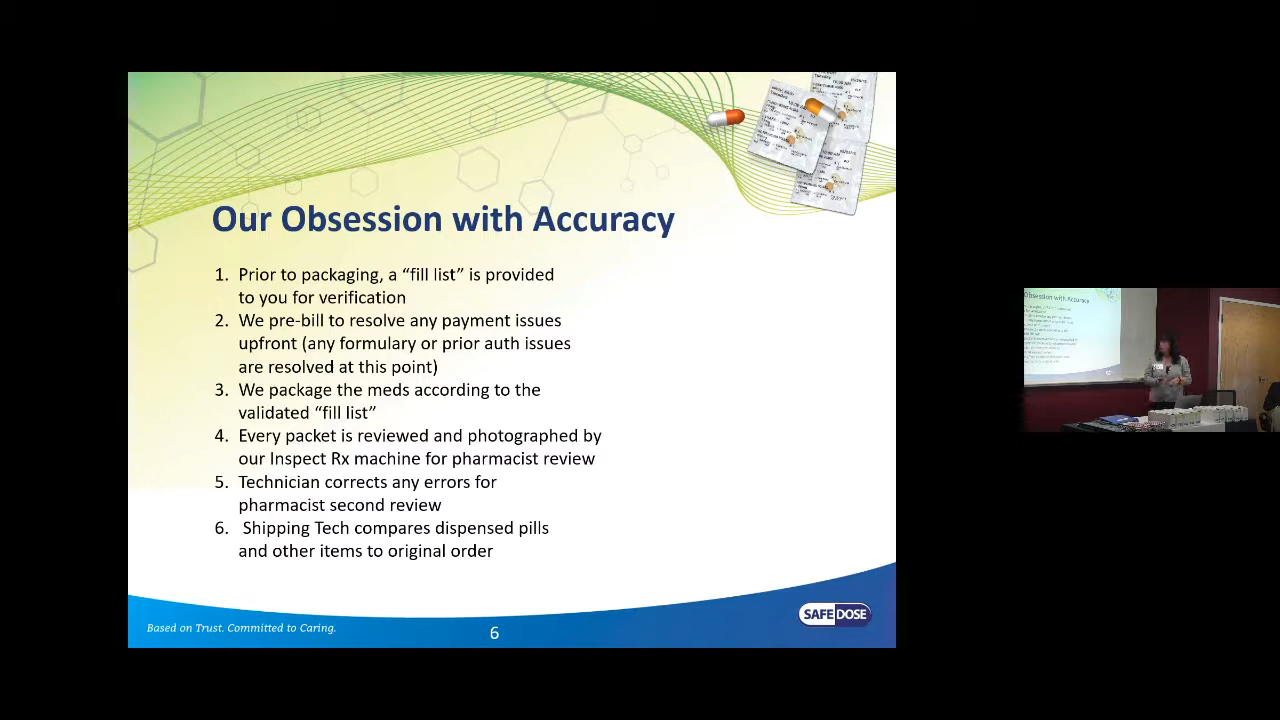 Our Obsession with Accuracy
1. Prior to packaging, a “fill list” is provided
to you for verification
2. We pre-bill to resolve any payment issues
upfront (any formulary or prior auth issues
are resolved at this point)
3. We package the meds according to the
validated “fill list”
4. Every packet is reviewed and photographed by
our Inspect Rx machine for pharmacist review
5. Technician corrects any errors for
pharmacist second review
6. Shipping Tech compares dispensed pills
and other items to original order
Based on Trust. Committed to Caring.
6
SAFEDOSE
Obsession with Accuracy